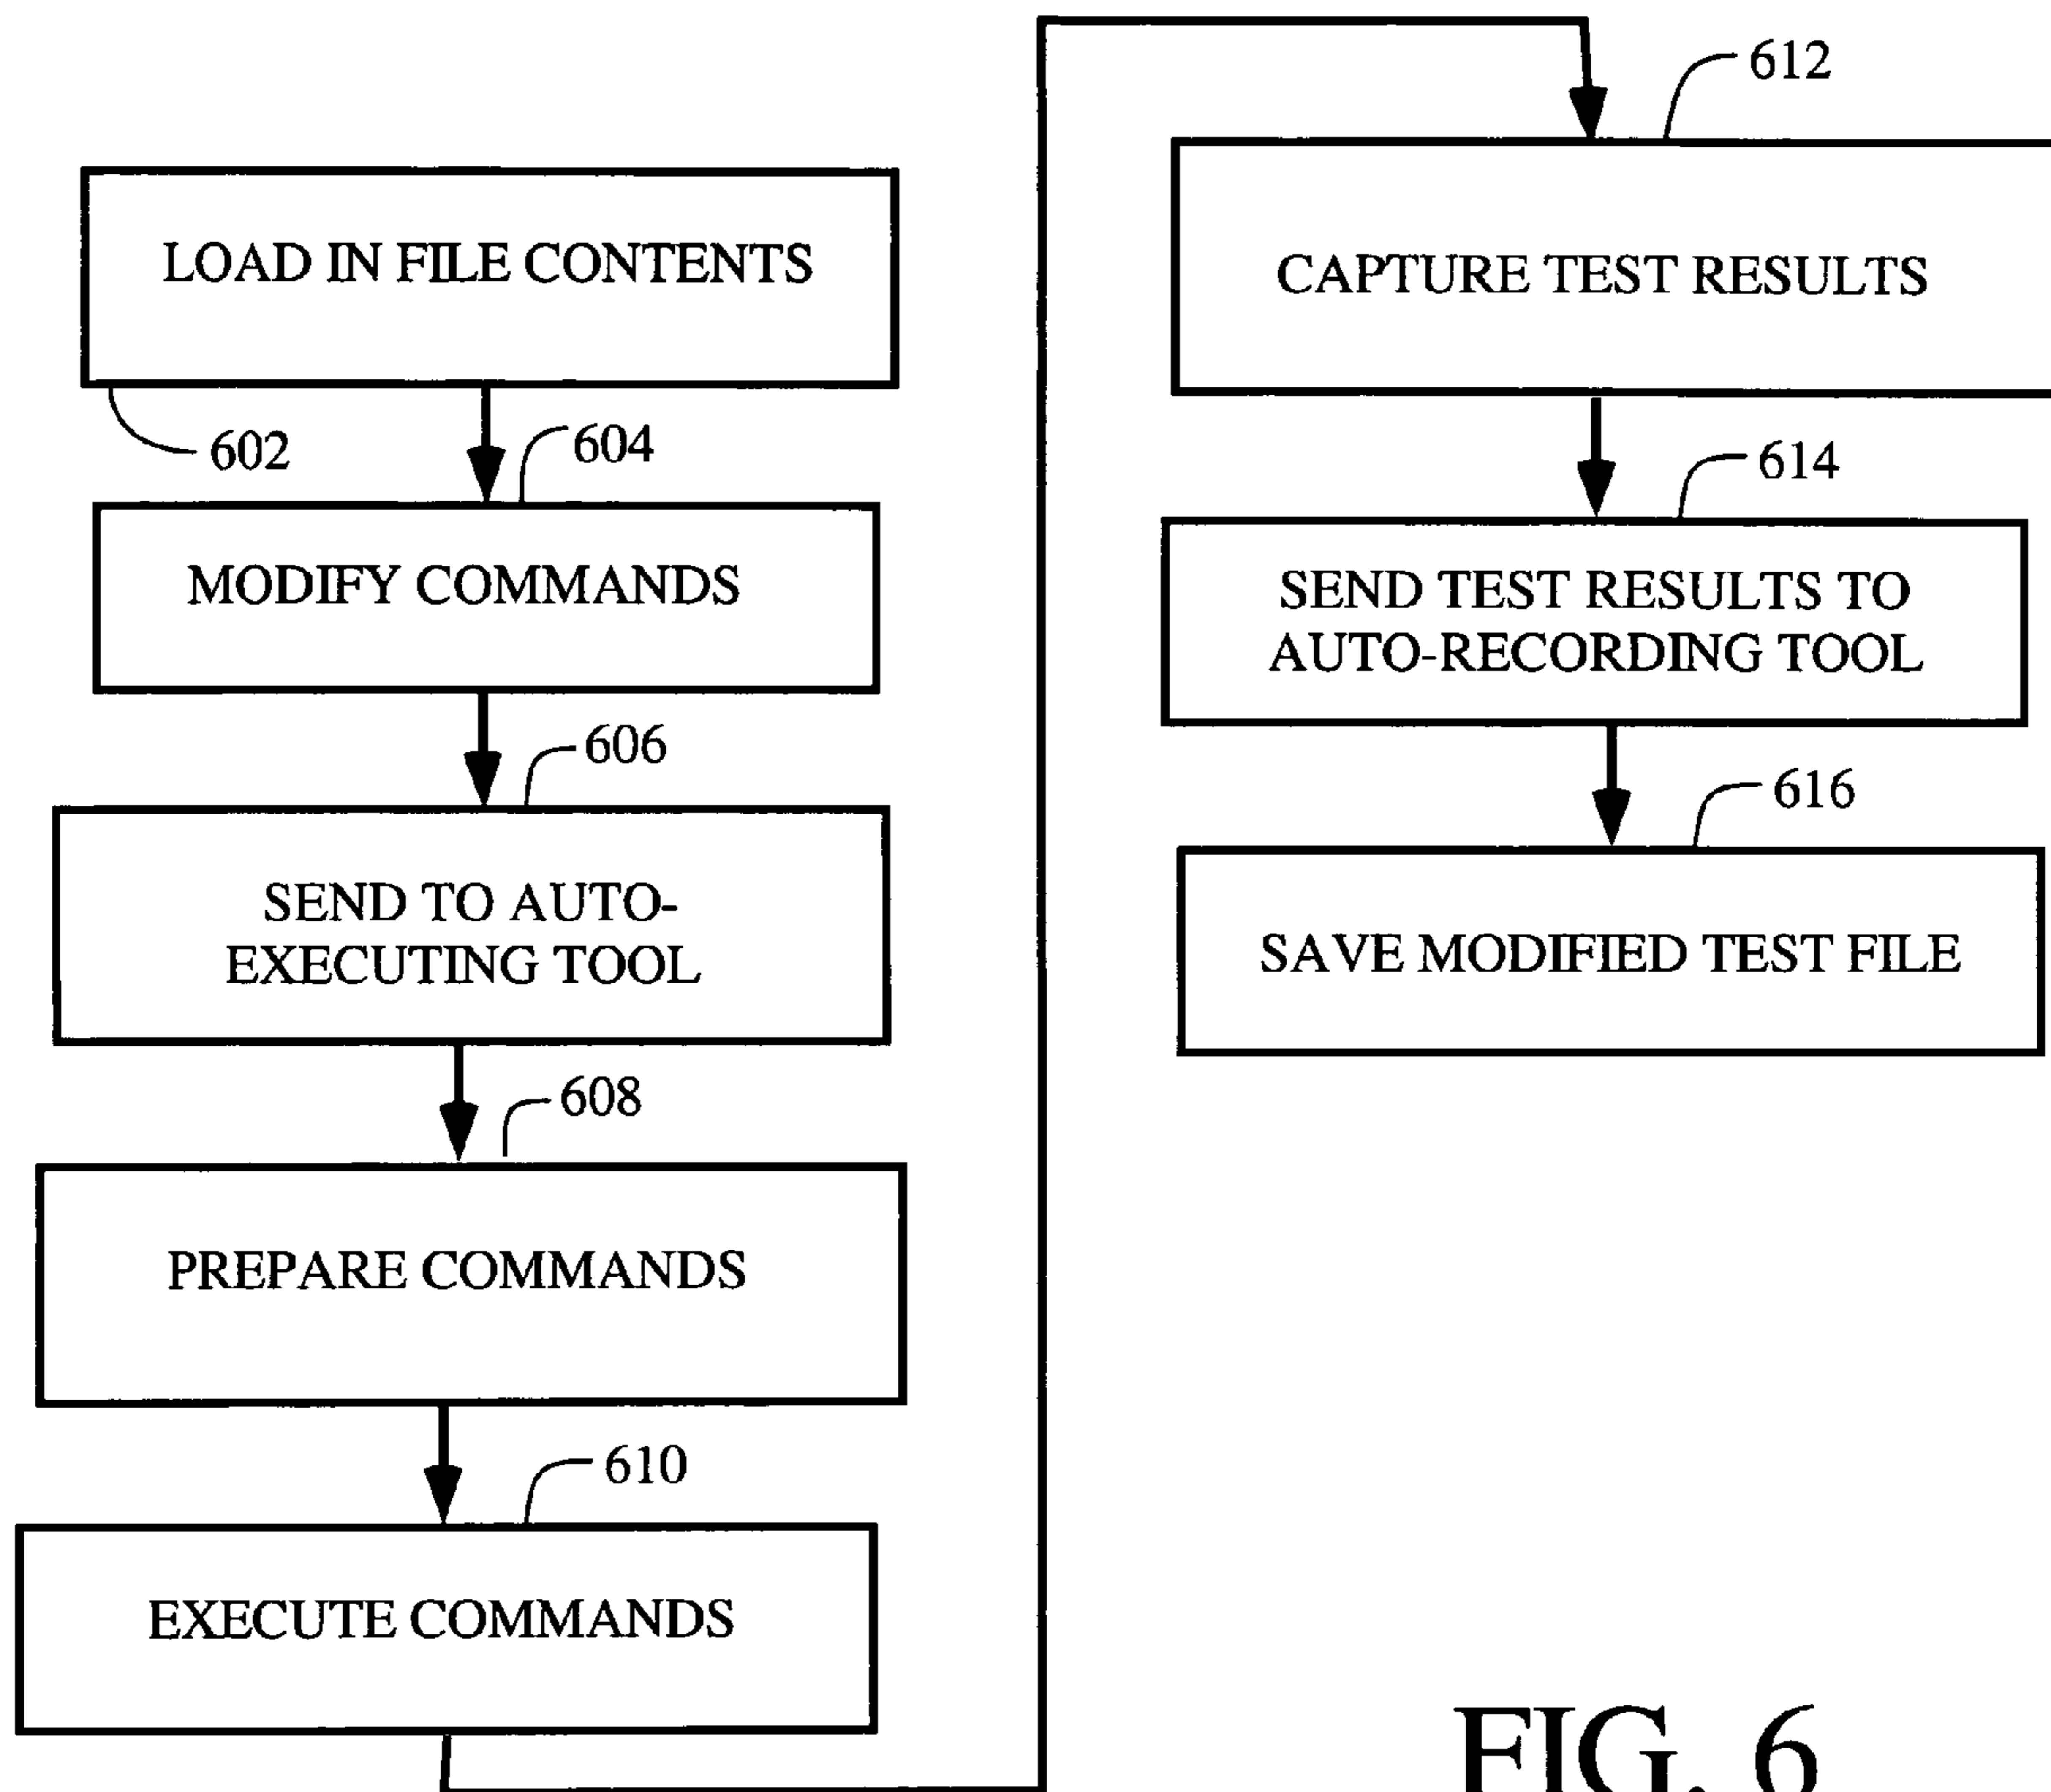 LOAD IN FILE CONTENTS
602
604
MODIFY COMMANDS
606
SEND TO AUTO-
EXECUTING TOOL
608
PREPARE COMMANDS
610
EXECUTE COMMANDS
612
CAPTURE TEST RESULTS
614
SEND TEST RESULTS TO
AUTO-RECORDING TOOL
616
SAVE MODIFIED TEST FILE
FIG. 6